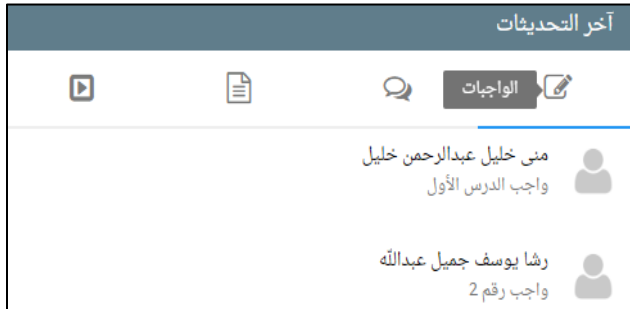 آخر التحديثات
الواجبات
منى خليل عبدالرحمن خليل
واجب الدرس الأول
رشا يوسف جميل عبدالله
واجب رقم 2